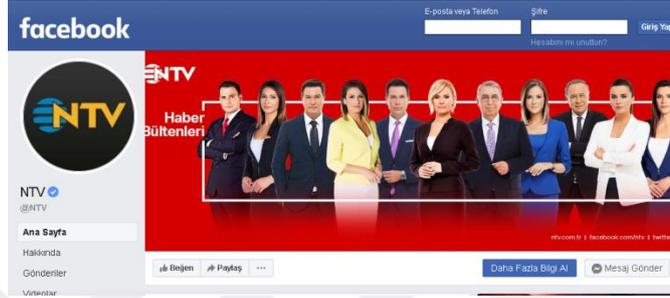 facebook
E-posta veya Telefon
Şifre
Giriş Yap
Hesabını mı unuttun?
NTV
NTV
Haber
Bültenleri
NTV
@NTV
Ana Sayfa
Hakkında
Gönderiler
Videolar
ntv.com.tr | facebook.com/ntv | twitte
Beğen
Paylaş
...
Daha Fazla Bilgi Al
Mesaj Gönder